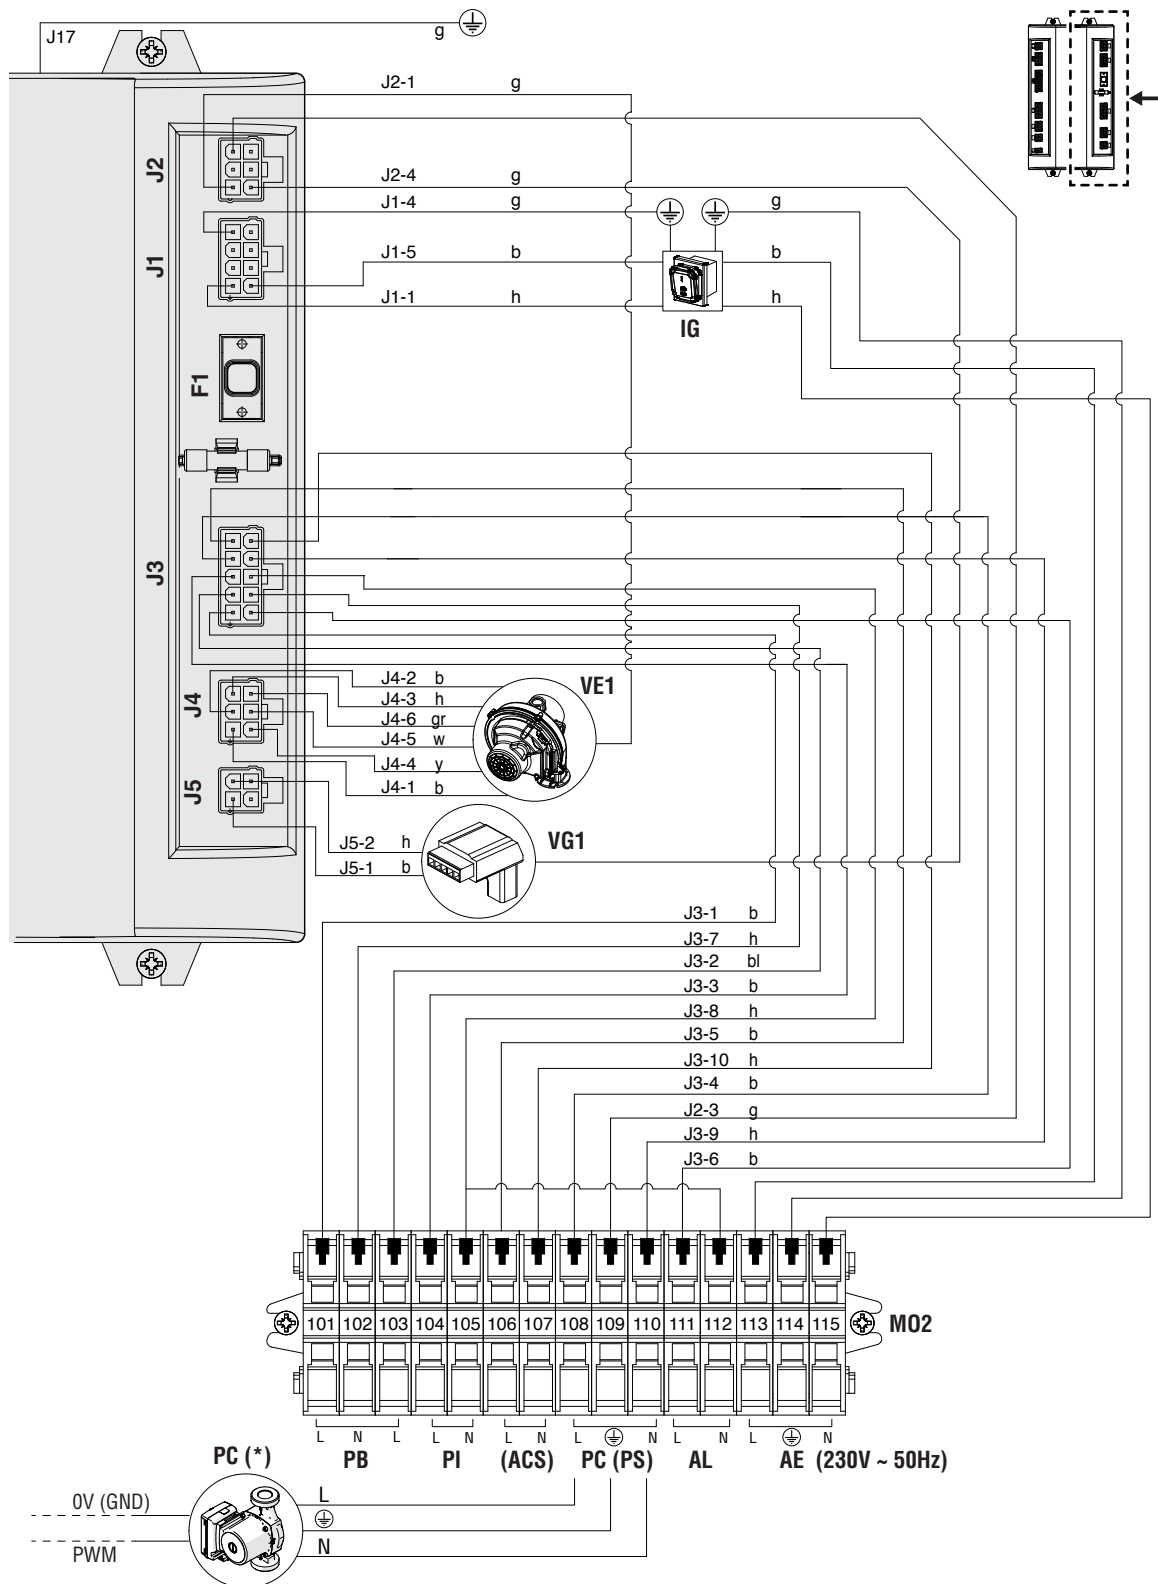 J17
g
J2-1 g
J2
J2-4 g
J1-4 g g
J1
J1-5 b b
J1-1 h h
IG
F1
J3
J4-2 b
VE1
J4-3 h
J4
J4-6 gr
J4-5 w
J4-4 y
J5
J4-1 b
J5-2 h
VG1
J5-1 b
J3-1 b
J3-7 h
J3-2 bl
J3-3 b
J3-8 h
J3-5 b
J3-10 h
J3-4 b
J2-3 g
J3-9 h
J3-6 b
101 102 103 104 105 106 107 108 109 110 111 112 113 114 115
MO2
L N L L N L N L N L N L N
PC (*) PB PI (ACS) PC (PS) AL AE (230V ~ 50Hz)
0V (GND)
L
N
PWM